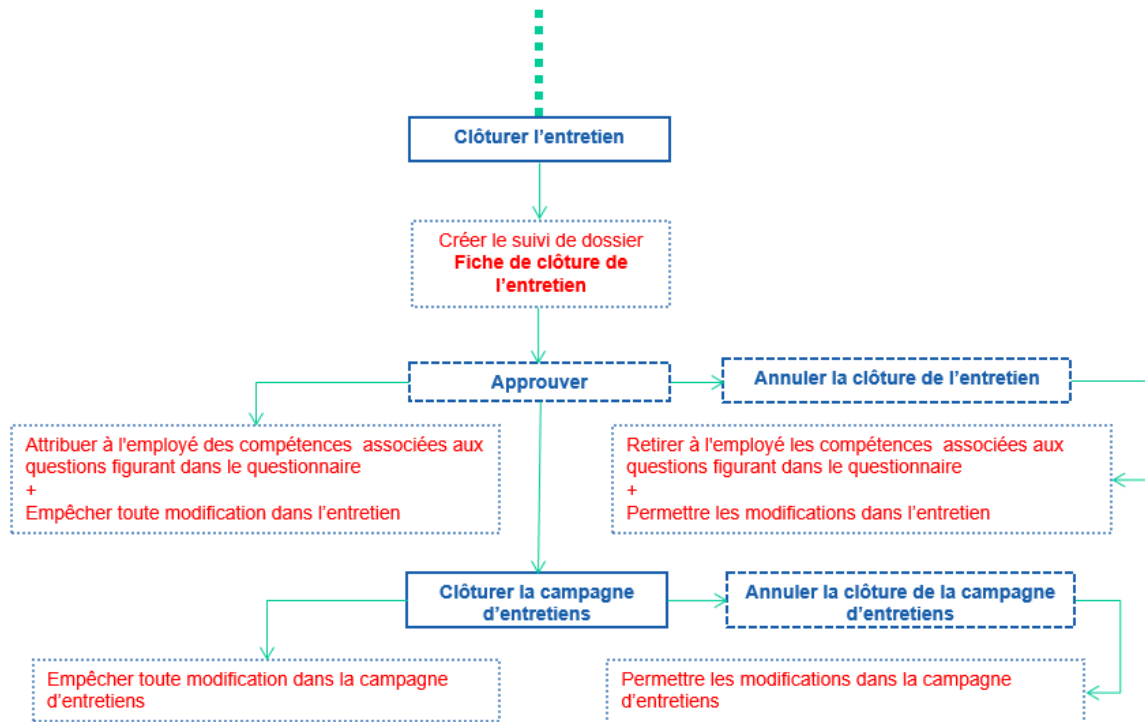 Clôturer l'entretien
Créer le suivi de dossier
Fiche de clôture de
l'entretien
Approuver
Annuler la clôture de l'entretien
Attribuer à l'employé des compétences associées aux
questions figurant dans le questionnaire
+
Empêcher toute modification dans l'entretien
Retirer à l'employé les compétences associées aux
questions figurant dans le questionnaire
+
Permettre les modifications dans l'entretien
Clôturer la campagne
d'entretiens
Annuler la clôture de la campagne
d'entretiens
Empêcher toute modification dans la campagne
d'entretiens
Permettre les modifications dans la campagne
d'entretiens